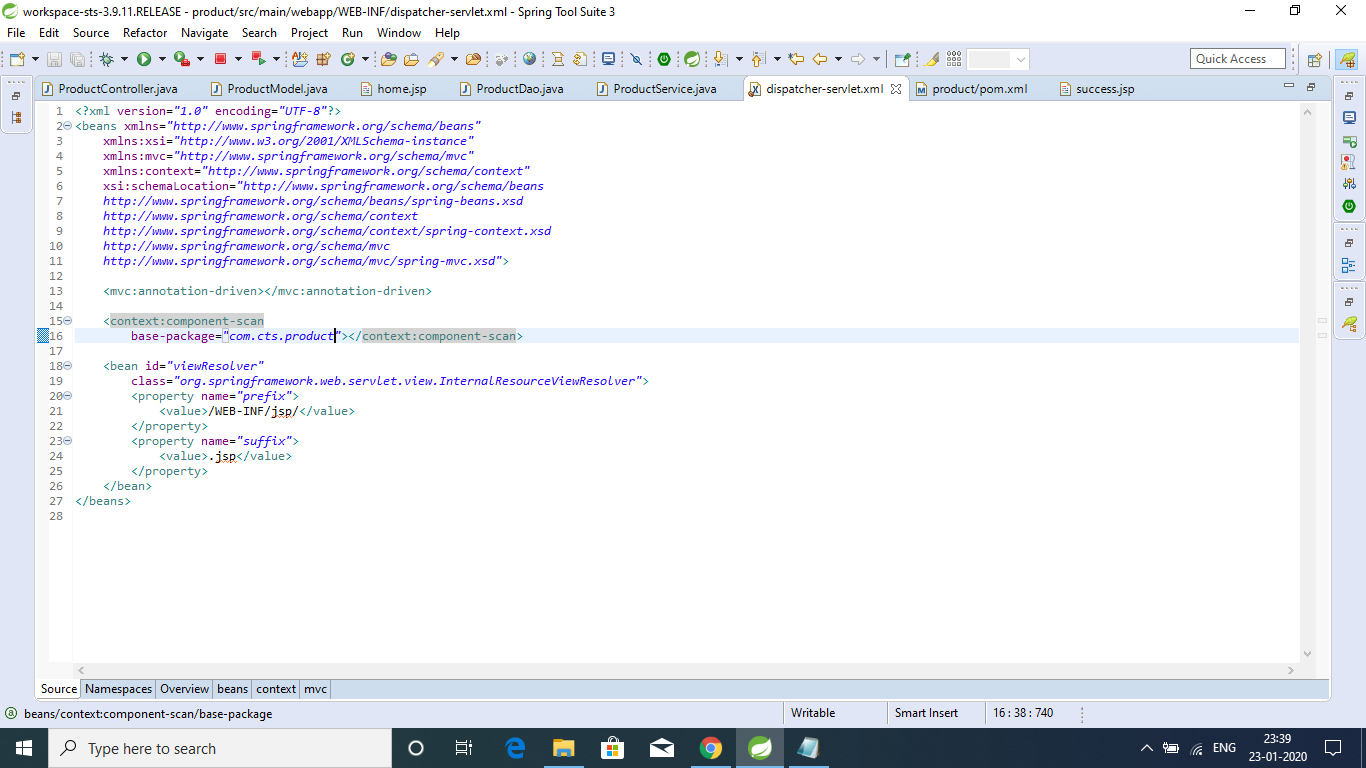 workspace-sts-3.9.11.RELEASE - product/src/main/webapp/WEB-INF/dispatcher-servlet.xml - Spring Tool Suite 3
File Edit Source Refactor Navigate Search Project Run Window Help
Quick Access
ProductController.java ProductModel.java home.jsp ProductDao.java ProductService.java dispatcher-servlet.xml product/pom.xml success.jsp
1 <?xml version="1.0" encoding="UTF-8"?>
2 <beans xmlns="http://www.springframework.org/schema/beans"
3 xmlns:xsi="http://www.w3.org/2001/XMLSchema-instance"
4 xmlns:mvc="http://www.springframework.org/schema/mvc"
5 xmlns:context="http://www.springframework.org/schema/context"
6 xsi:schemaLocation="http://www.springframework.org/schema/beans
7 http://www.springframework.org/schema/beans/spring-beans.xsd
8 http://www.springframework.org/schema/context
9 http://www.springframework.org/schema/context/spring-context.xsd
10 http://www.springframework.org/schema/mvc
11 http://www.springframework.org/schema/mvc/spring-mvc.xsd">
12
13 <mvc:annotation-driven></mvc:annotation-driven>
14
15 <context:component-scan
16 base-package="com.cts.product"></context:component-scan>
17
18 <bean id="viewResolver"
19 class="org.springframework.web.servlet.view.InternalResourceViewResolver">
20 <property name="prefix">
21 <value>/WEB-INF/jsp/</value>
22 </property>
23 <property name="suffix">
24 <value>.jsp</value>
25 </property>
26 </bean>
27 </beans>
28
Source Namespaces Overview beans context mvc
beans/context:component-scan/base-package Writable Smart Insert 16 : 38 : 740
Type here to search
ENG
23:39
23-01-2020